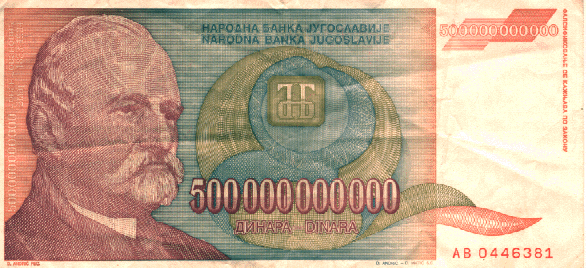 НАРОДНА БАНКА ЈУГОСЛАВИЈЕ
NARODNA BANKA JUGOSLAVIJE
500000000000
500 000 000 000
ДИНАРА DINARA
AB 0446381